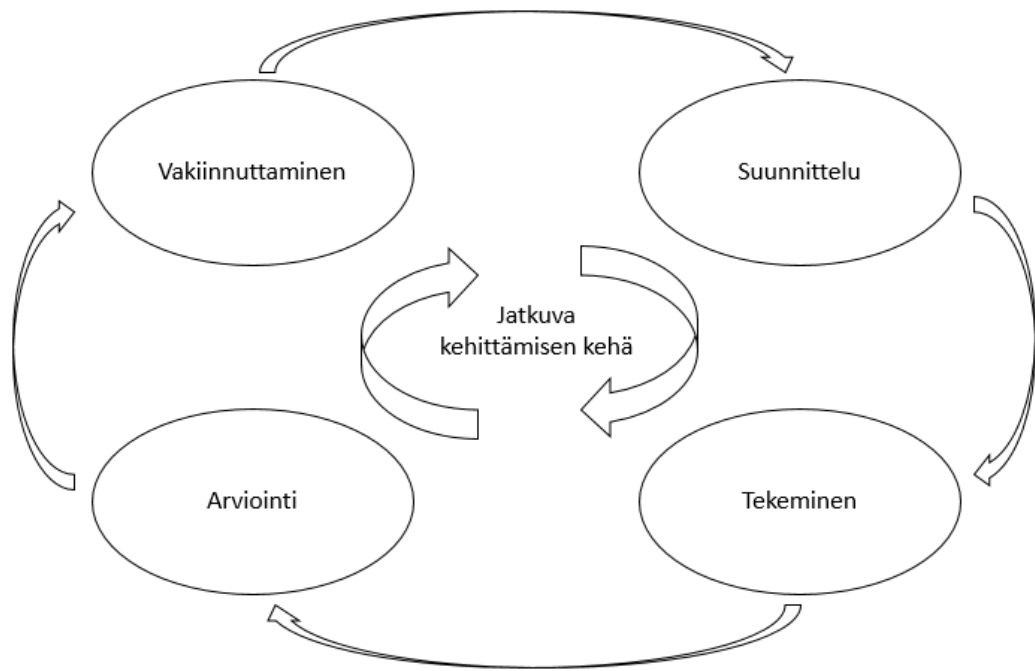 Vakiinnuttaminen
Suunnittelu
Jatkuva
kehittämisen kehä
Arviointi
Tekeminen